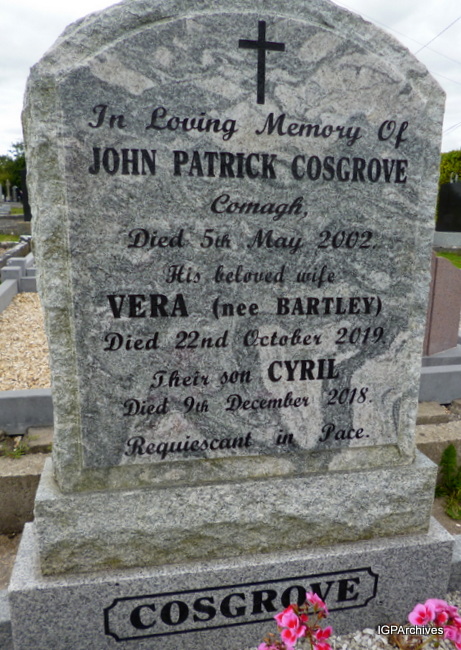 In Loving Memory Of
JOHN PATRICK COSGROVE
Comagh,
Died 5th May 2002.
His beloved wife
VERA (nee BARTLEY)
Died 22nd October 2019.
Their son CYRIL
Died 9th December 2018.
Requiescant in Pace.
COSGROVE
IGPArchives